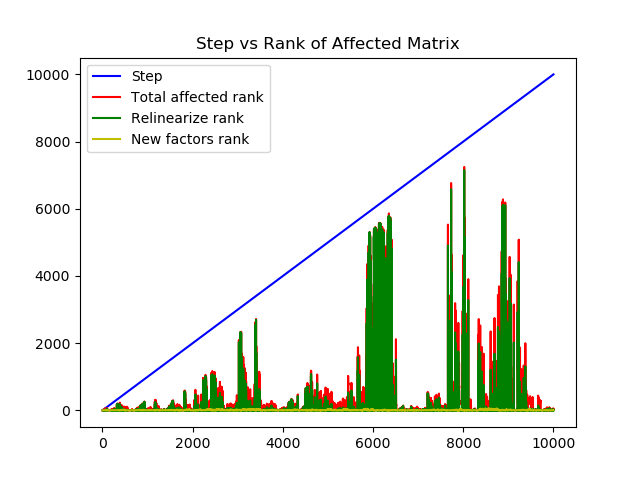 Step vs Rank of Affected Matrix
Step
Total affected rank
Relinearize rank
New factors rank
10000
8000
6000
4000
2000
0
0 2000 4000 6000 8000 10000